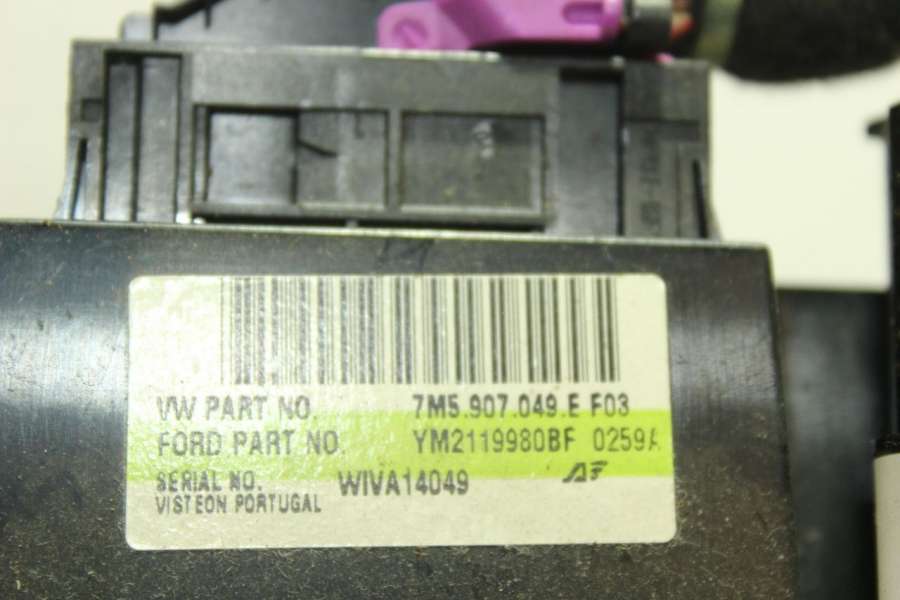 VW PART NO. 7M5.907.049.E F03
FORD PART NO. YM2119980BF 0259A
SERIAL NO. WIVA14049
VISTEON PORTUGAL